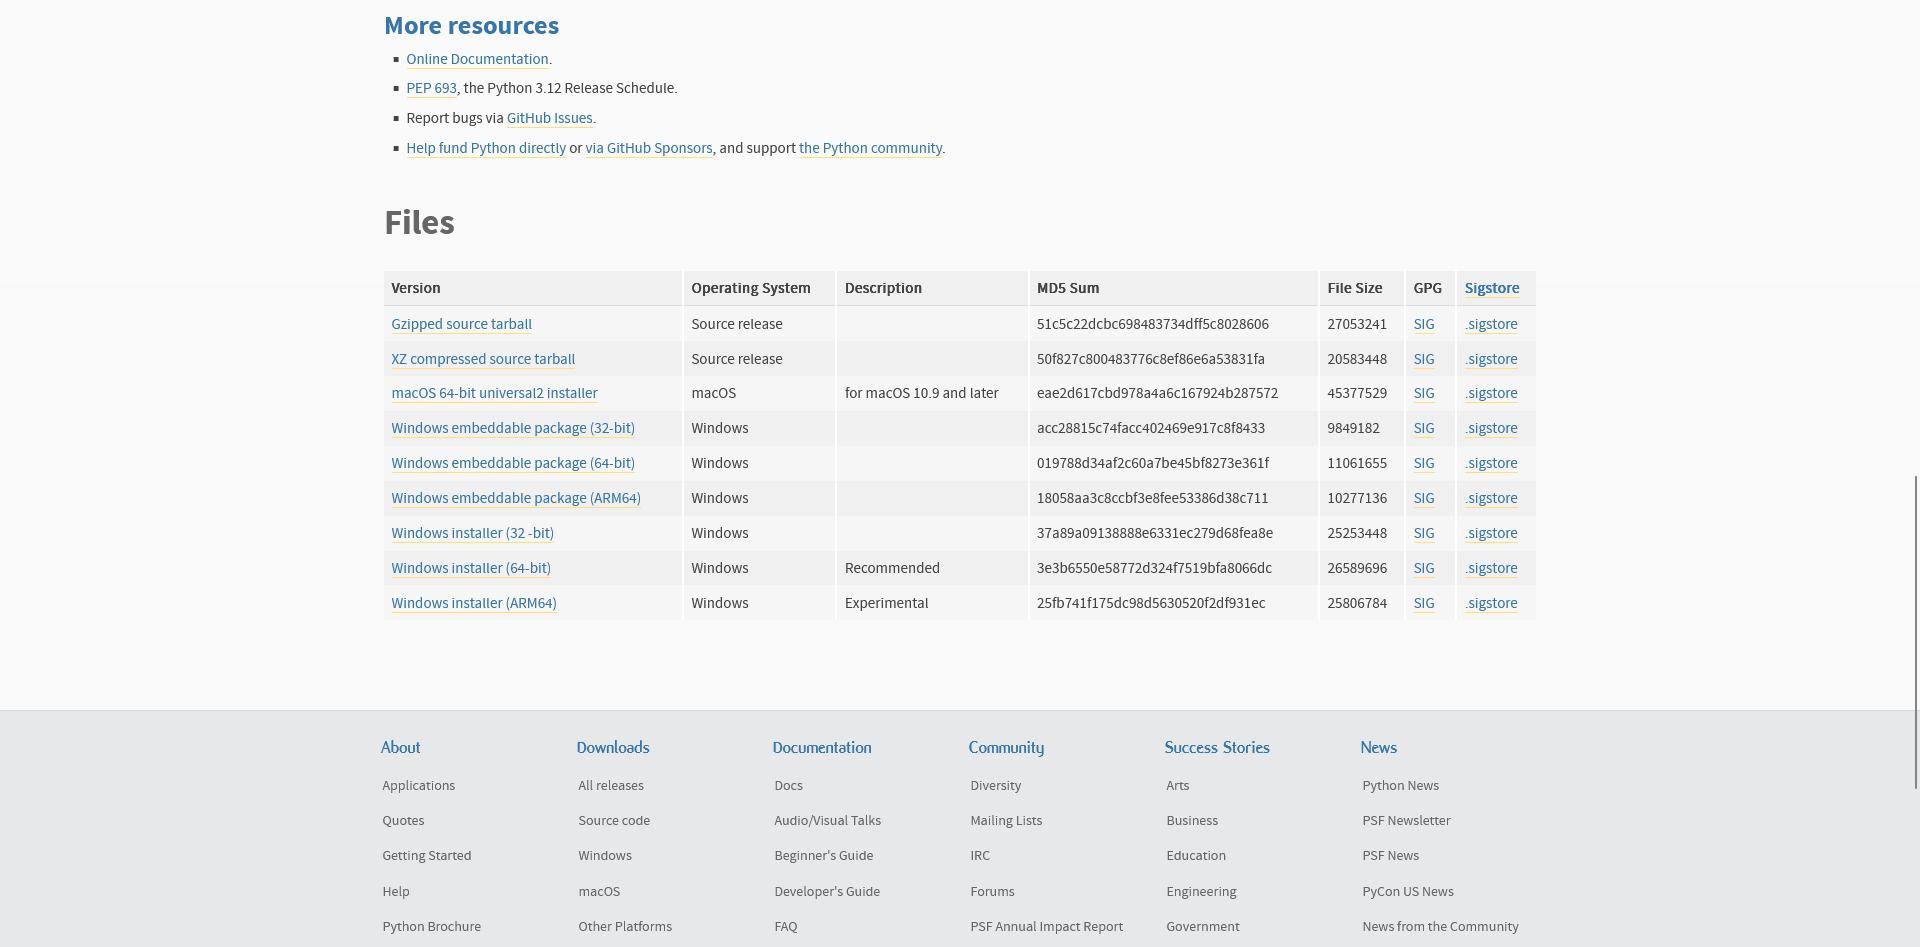 More resources
Online Documentation.
PEP 693, the Python 3.12 Release Schedule.
Report bugs via GitHub Issues.
Help fund Python directly or via GitHub Sponsors, and support the Python community.
Files
Version Operating System Description MD5 Sum File Size GPG Sigstore
Gzipped source tarball Source release 51c5c22dcbc698483734dff5c8028606 27053241 SIG .sigstore
XZ compressed source tarball Source release 50f827c800483776c8ef86e6a53831fa 20583448 SIG .sigstore
macOS 64-bit universal2 installer macOS for macOS 10.9 and later eae2d617cbd978a4a6c167924b287572 45377529 SIG .sigstore
Windows embeddable package (32-bit) Windows acc28815c74facc402469e917c8f8433 9849182 SIG .sigstore
Windows embeddable package (64-bit) Windows 019788d34af2c60a7be45bf8273e361f 11061655 SIG .sigstore
Windows embeddable package (ARM64) Windows 18058aa3c8ccbf3e8fee53386d38c711 10277136 SIG .sigstore
Windows installer (32 -bit) Windows 37a89a09138888e6331ec279d68fea8e 25253448 SIG .sigstore
Windows installer (64-bit) Windows Recommended 3e3b6550e58772d324f7519bfa8066dc 26589696 SIG .sigstore
Windows installer (ARM64) Windows Experimental 25fb741f175dc98d5630520f2df931ec 25806784 SIG .sigstore
About Downloads Documentation Community Success Stories News
Applications All releases Docs Diversity Arts Python News
Quotes Source code Audio/Visual Talks Mailing Lists Business PSF Newsletter
Getting Started Windows Beginner's Guide IRC Education PSF News
Help macOS Developer's Guide Forums Engineering PyCon US News
Python Brochure Other Platforms FAQ PSF Annual Impact Report Government News from the Community